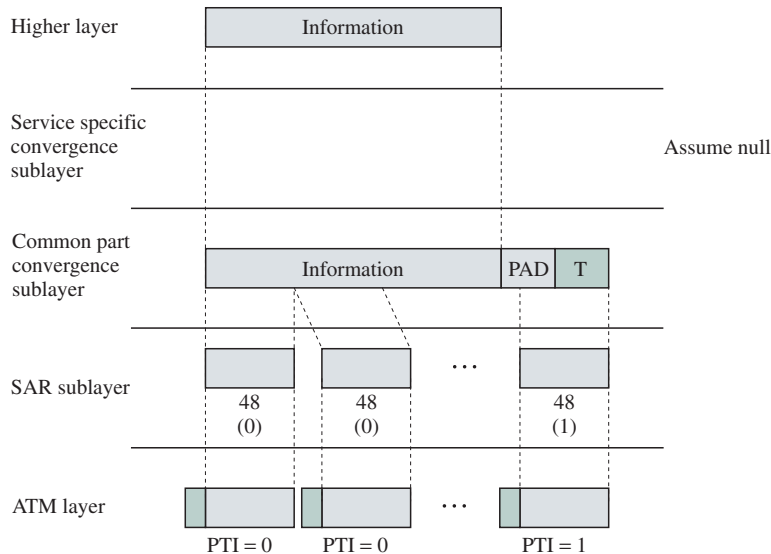 Higher layer
Information
Service specific
convergence
sublayer
Assume null
Common part
convergence
sublayer
Information
PAD
T
SAR sublayer
48
(0)
48
(0)
...
48
(1)
ATM layer
...
PTI = 0
PTI = 0
PTI = 1